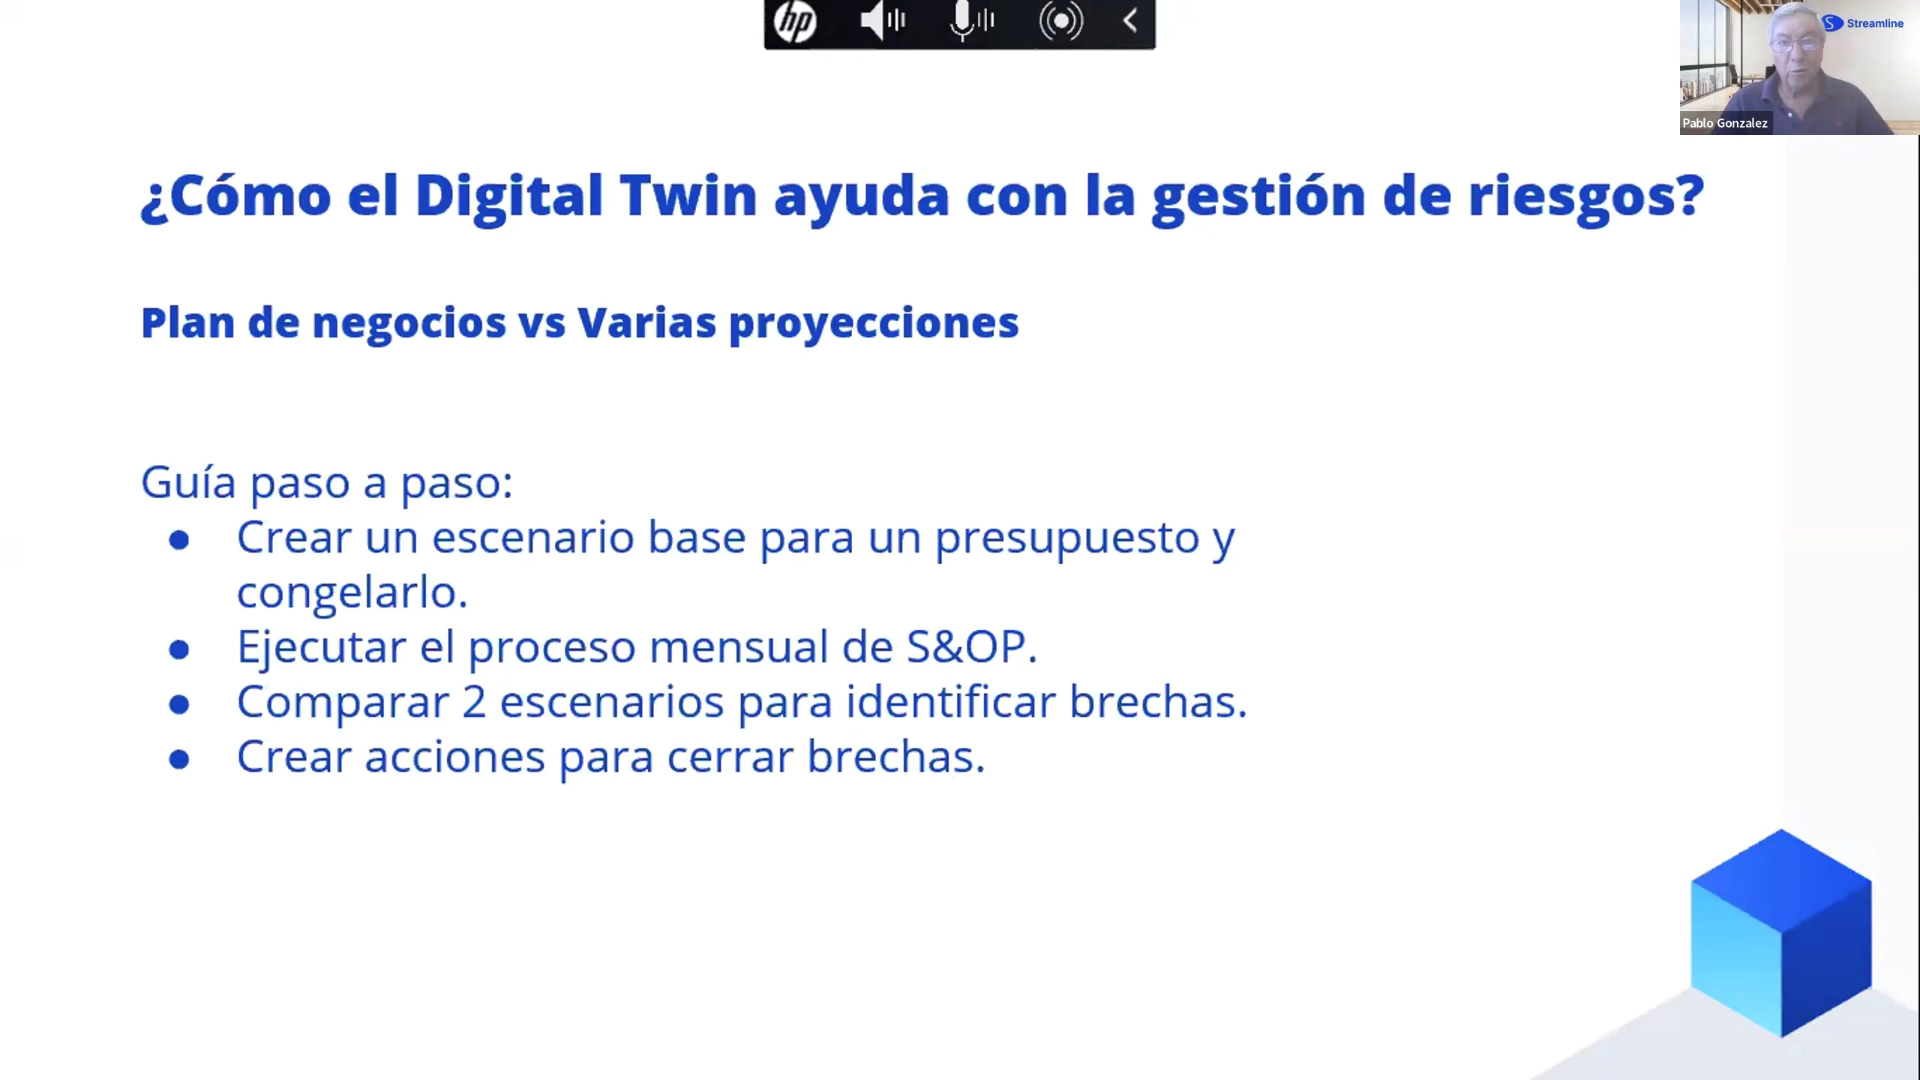 hp
Streamline
Pablo Gonzalez
¿Cómo el Digital Twin ayuda con la gestión de riesgos?
Plan de negocios vs Varias proyecciones
Guía paso a paso:
● Crear un escenario base para un presupuesto y
congelarlo.
● Ejecutar el proceso mensual de S&OP.
● Comparar 2 escenarios para identificar brechas.
● Crear acciones para cerrar brechas.